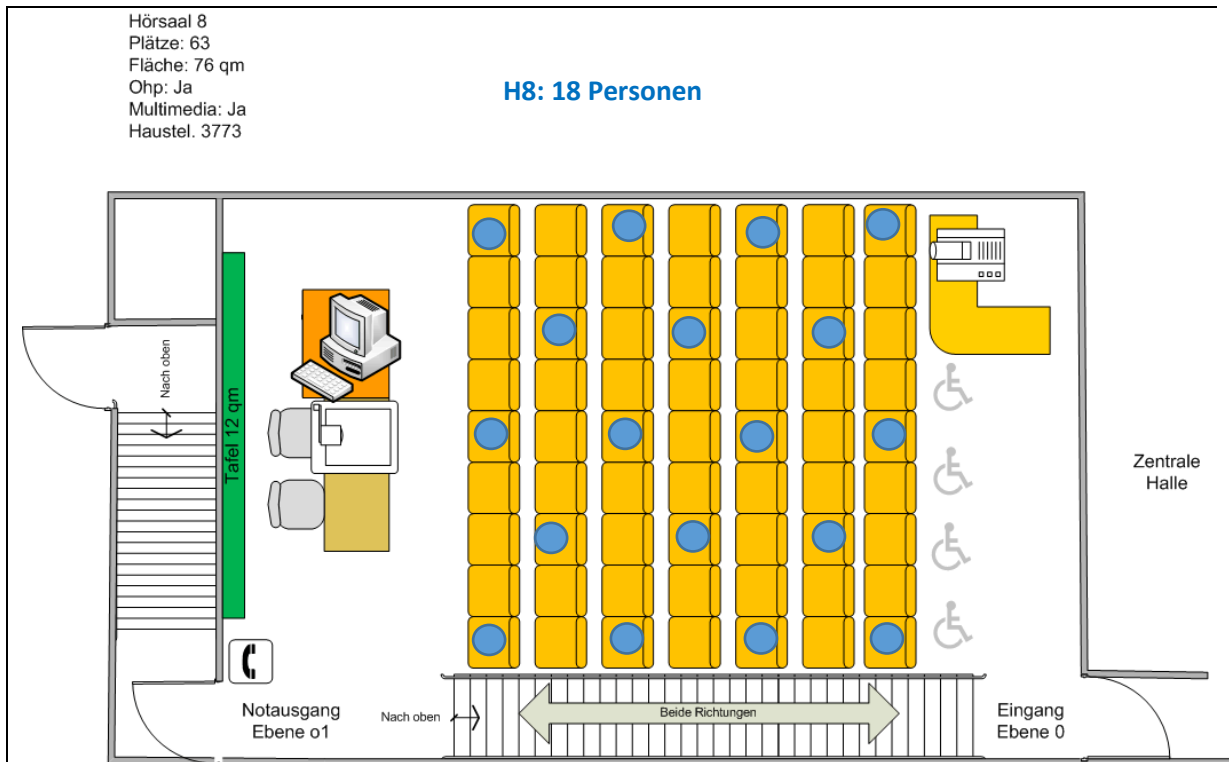 Hörsaal 8
Plätze: 63
Fläche: 76 qm
Ohp: Ja
Multimedia: Ja
Haustel. 3773
H8: 18 Personen
Nach oben
Tafel 12 qm
Zentrale
Halle
Notausgang
Ebene o1
Nach oben
Beide Richtungen
Eingang
Ebene 0